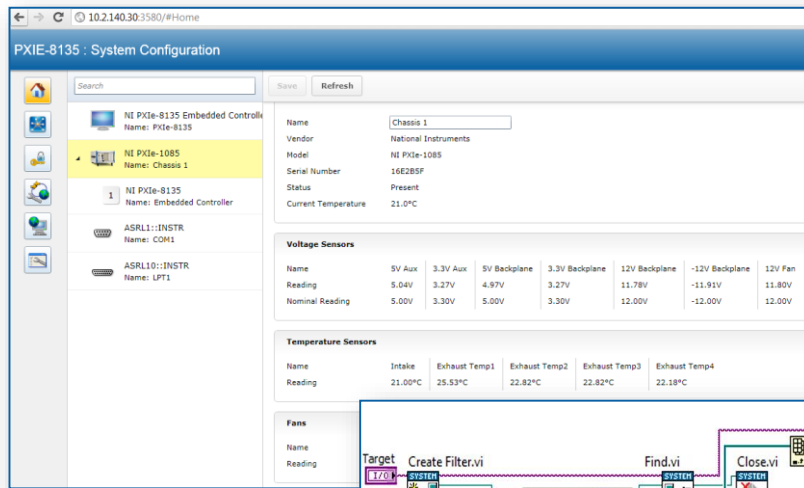 10.2.140.30:3580/#Home
PXIE-8135 : System Configuration
Search
Save Refresh
NI PXIe-8135 Embedded Controlle
Name: PXIe-8135
NI PXIe-1085
Name: Chassis 1
1 NI PXIe-8135
Name: Embedded Controller
ASRL1::INSTR
Name: COM1
ASRL10::INSTR
Name: LPT1
Name Chassis 1
Vendor National Instruments
Model NI PXIe-1085
Serial Number 16E2B5F
Status Present
Current Temperature 21.0°C
Voltage Sensors
Name 5V Aux 3.3V Aux 5V Backplane 3.3V Backplane 12V Backplane -12V Backplane 12V Fan
Reading 5.04V 3.27V 4.97V 3.27V 11.78V -11.91V 11.80V
Nominal Reading 5.00V 3.30V 5.00V 3.30V 12.00V -12.00V 12.00V
Temperature Sensors
Name Intake Exhaust Temp1 Exhaust Temp2 Exhaust Temp3 Exhaust Temp4
Reading 21.00°C 25.53°C 22.82°C 22.82°C 22.18°C
Fans
Name
Reading
Target Create Filter.vi Find.vi Close.vi
I/O SYSTEM SYSTEM SYSTEM